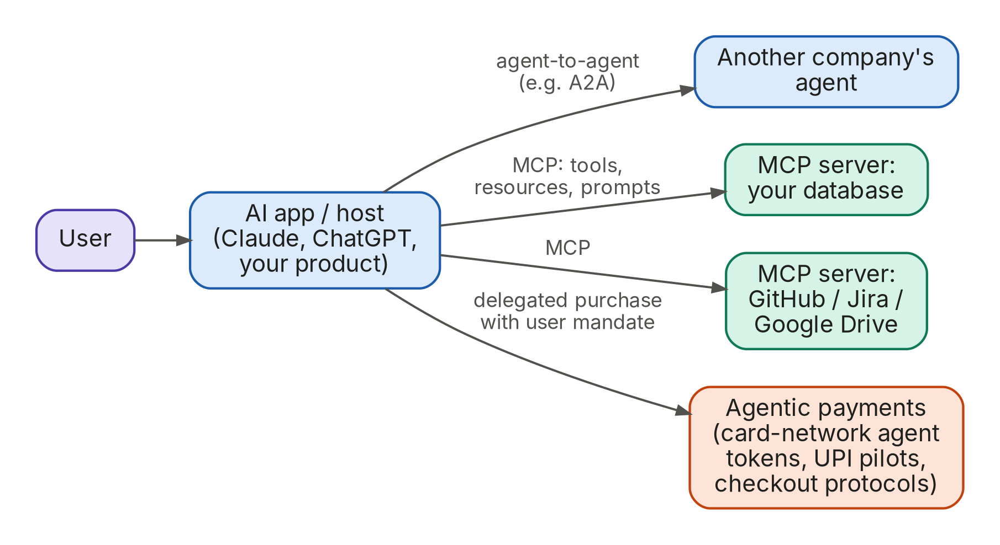 User
AI app / host
(Claude, ChatGPT,
your product)
agent-to-agent
(e.g. A2A)
Another company's
agent
MCP: tools,
resources, prompts
MCP server:
your database
MCP
MCP server:
GitHub / Jira /
Google Drive
delegated purchase
with user mandate
Agentic payments
(card-network agent
tokens, UPI pilots,
checkout protocols)